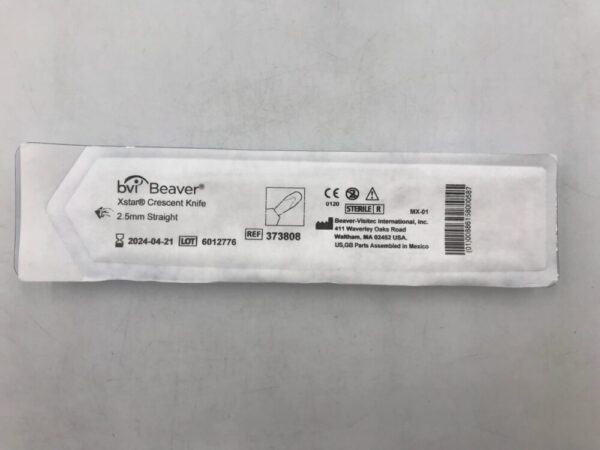 bvi Beaver®
Xstar® Crescent Knife
2.5mm Straight
2024-04-21 LOT 6012776
REF 373808
CE
0120
STERILE R
MX-01
Beaver-Visitec International, Inc.
411 Waverley Oaks Road
Waltham, MA 02452 USA.
US,GB Parts Assembled in Mexico